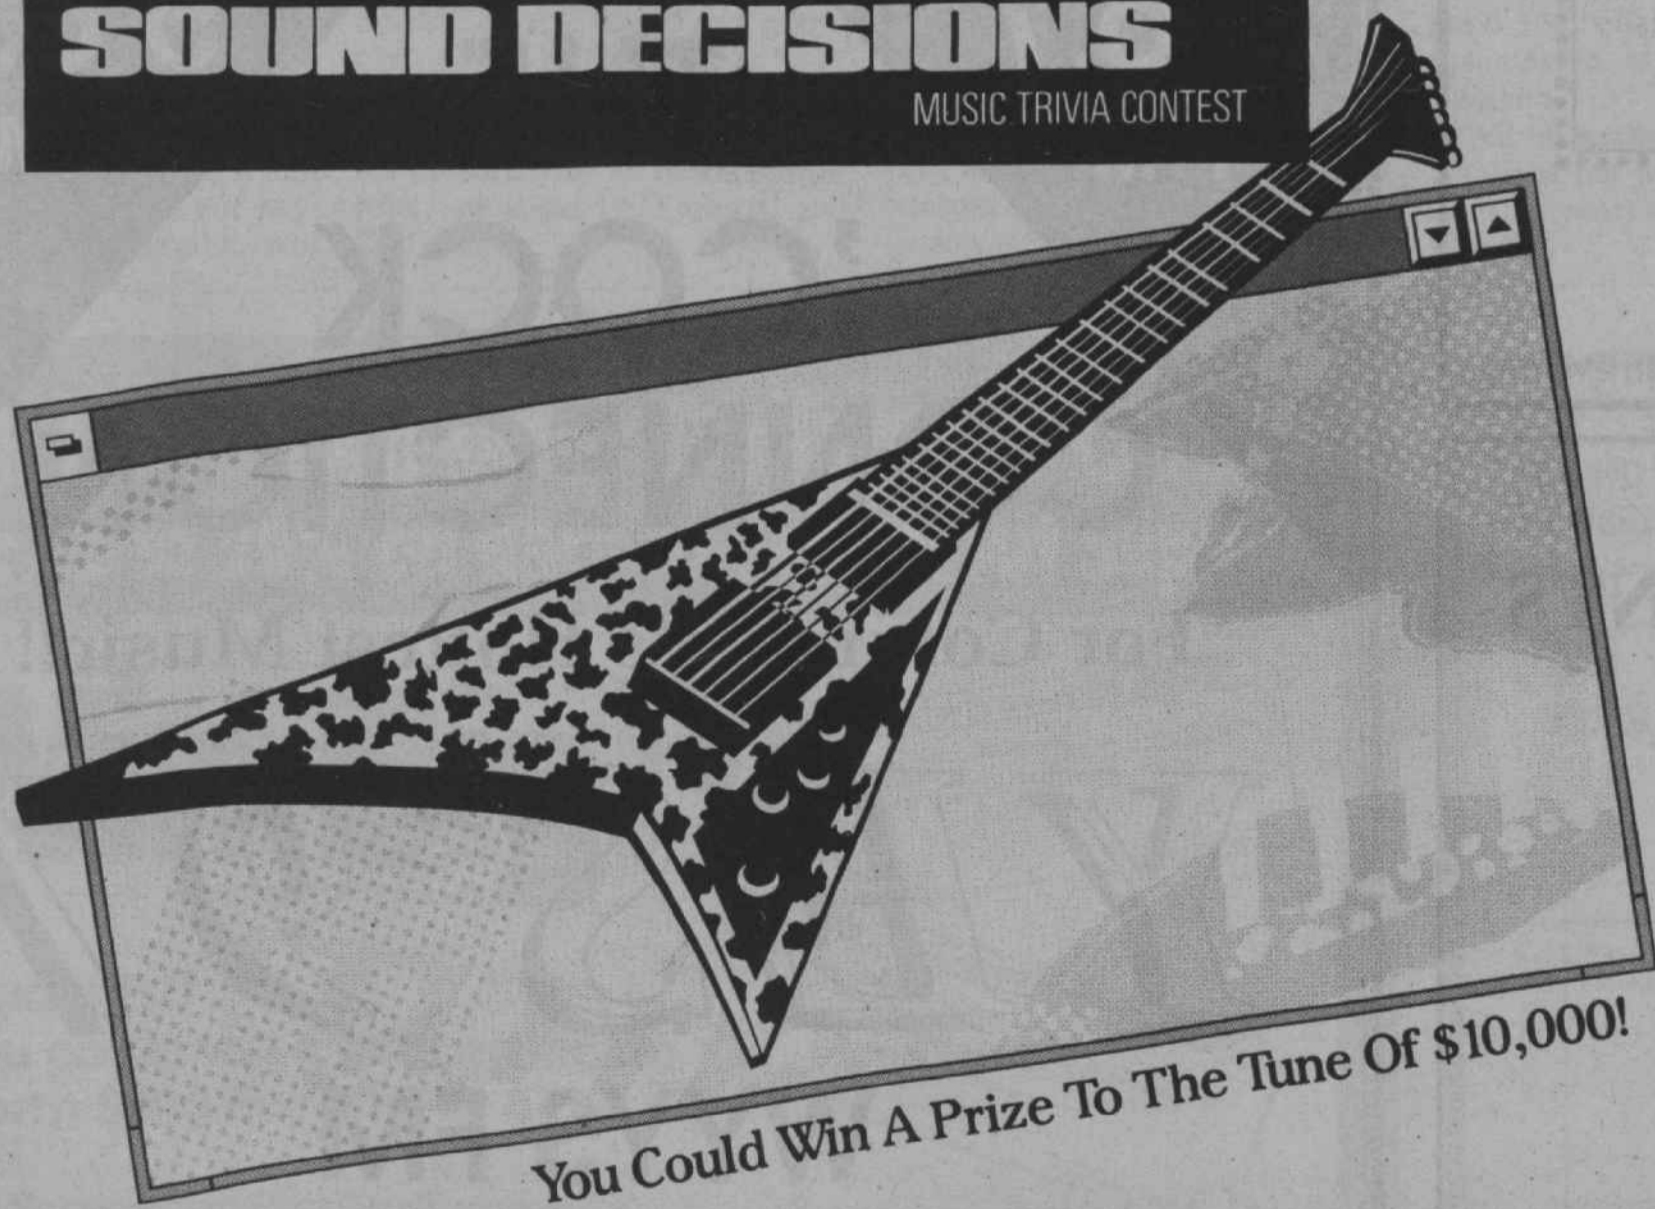 SOUND DECISIONS
MUSIC TRIVIA CONTEST
You Could Win A Prize To The Tune Of $10,000!